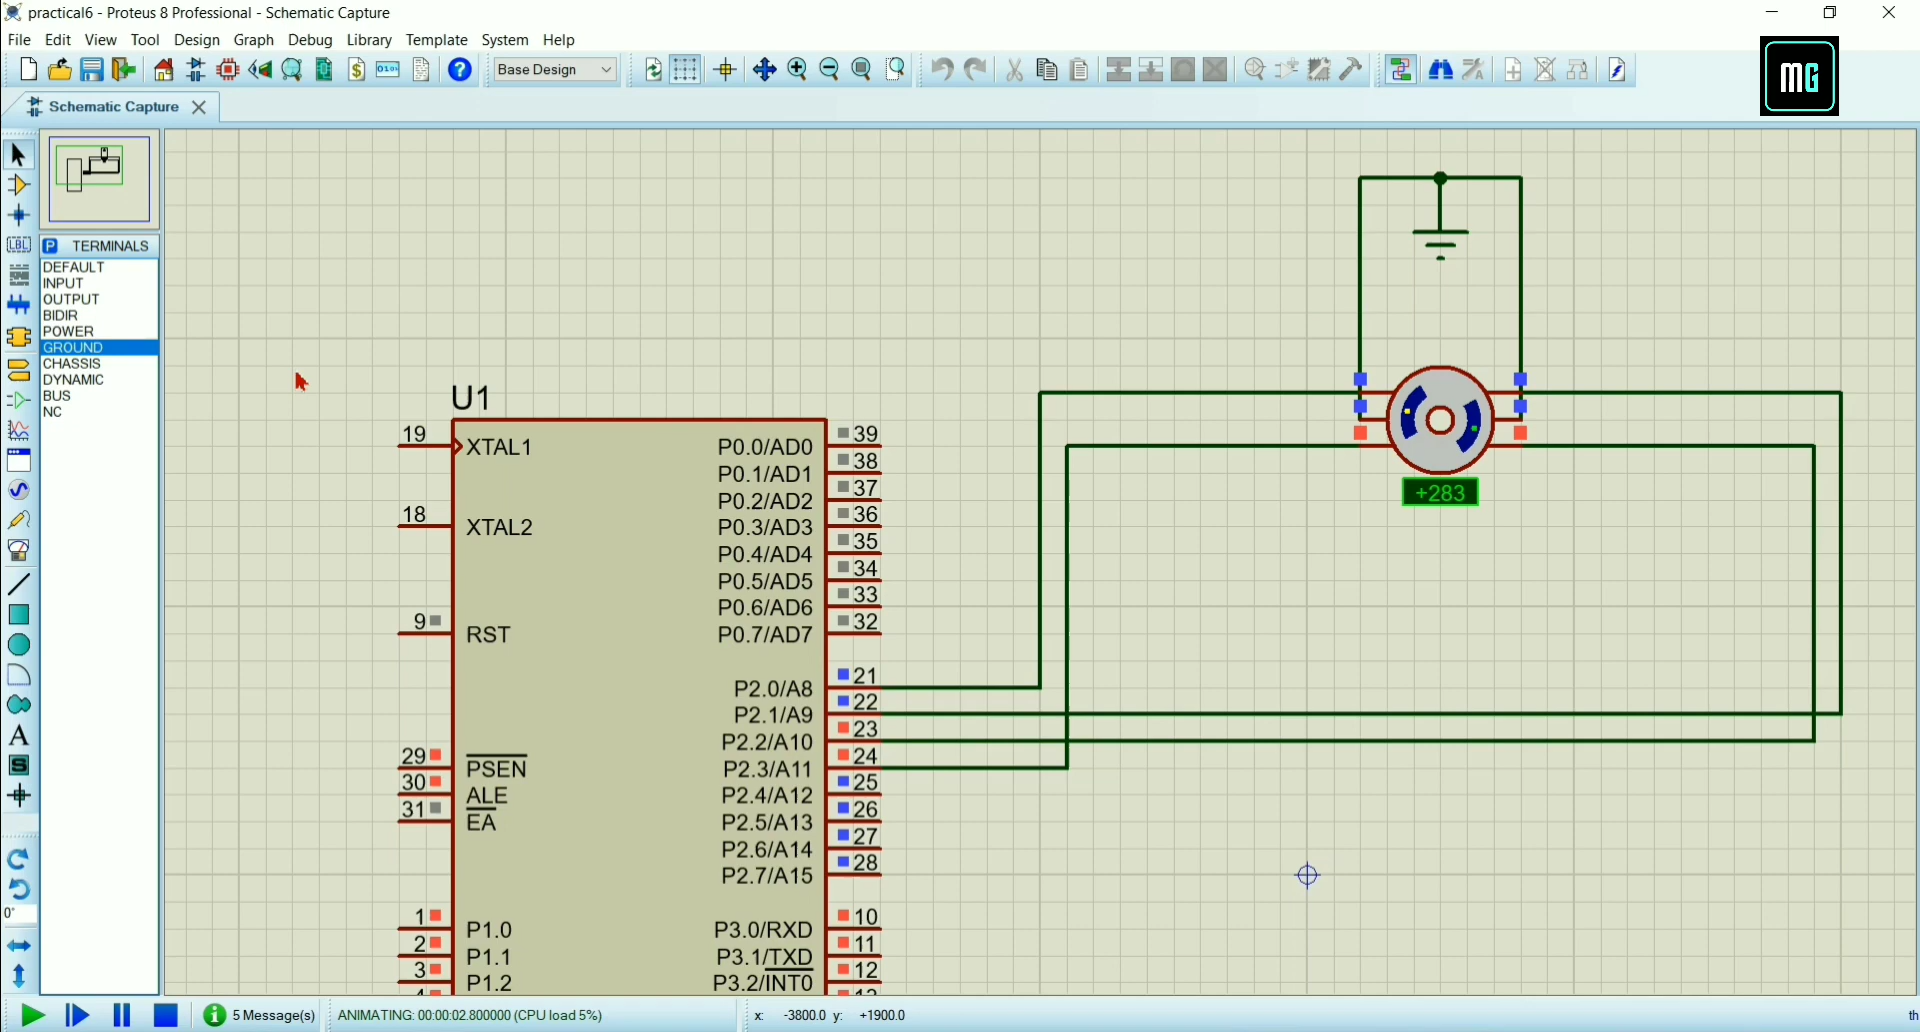 practical6 - Proteus 8 Professional - Schematic Capture
File Edit View Tool Design Graph Debug Library Template System Help
Base Design
MG
Schematic Capture
LBL
P TERMINALS
DEFAULT
INPUT
OUTPUT
BIDIR
POWER
GROUND
CHASSIS
DYNAMIC
BUS
NC
A
S
0°
U1
19 XTAL1
18 XTAL2
9 RST
29 PSEN
30 ALE
31 EA
1 P1.0
2 P1.1
3 P1.2
P0.0/AD0 39
P0.1/AD1 38
P0.2/AD2 37
P0.3/AD3 36
P0.4/AD4 35
P0.5/AD5 34
P0.6/AD6 33
P0.7/AD7 32
P2.0/A8 21
P2.1/A9 22
P2.2/A10 23
P2.3/A11 24
P2.4/A12 25
P2.5/A13 26
P2.6/A14 27
P2.7/A15 28
P3.0/RXD 10
P3.1/TXD 11
P3.2/INT0 12
+283
5 Message(s) ANIMATING: 00:00:02.800000 (CPU load 5%) x: -3800.0 y: +1900.0 th